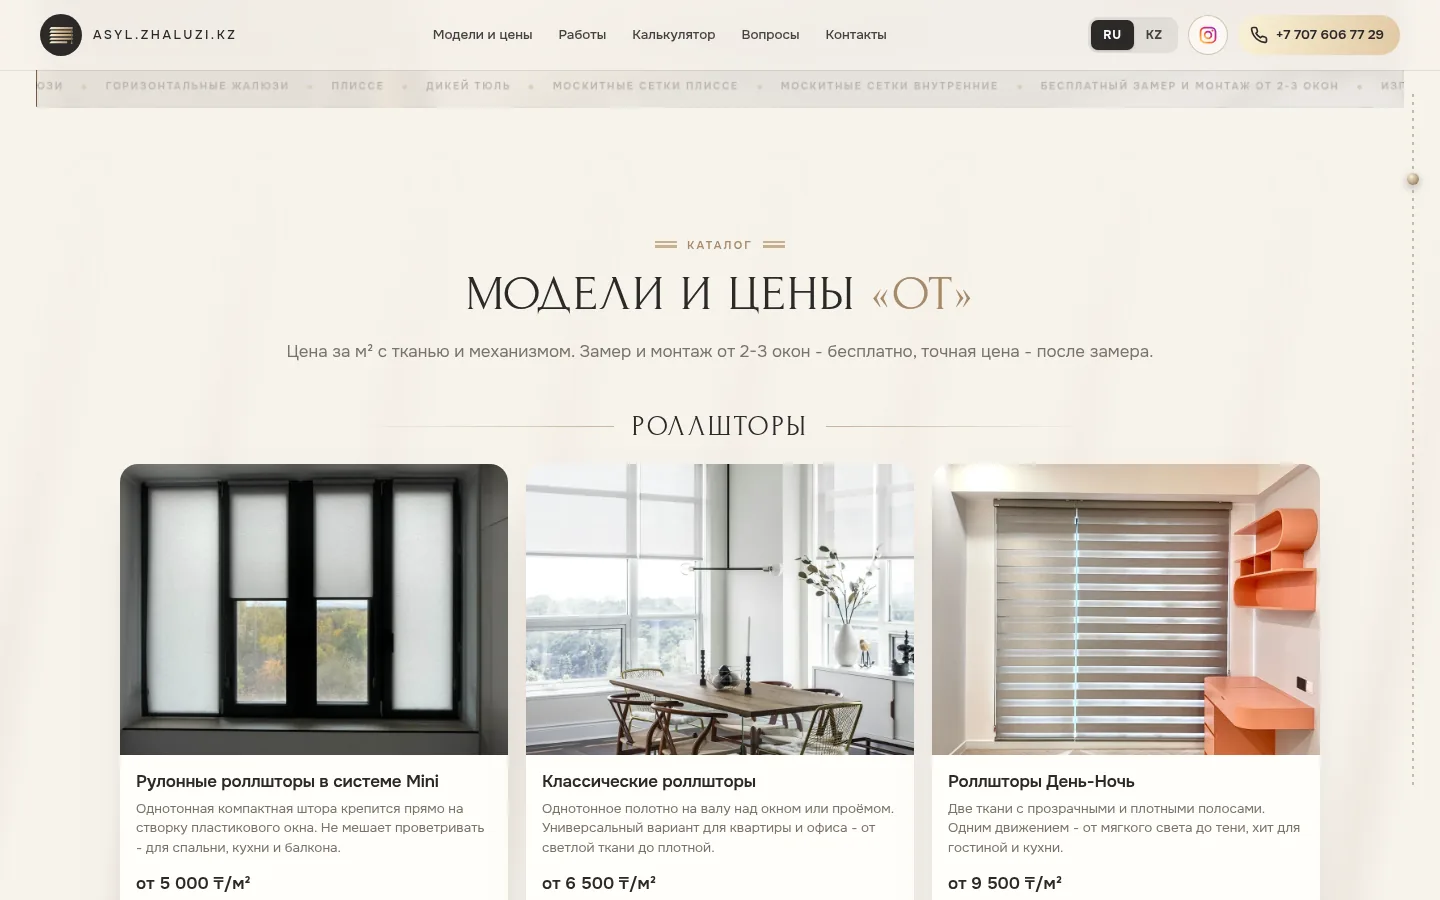 ASYL.ZHALUZI.KZ
Модели и цены
Работы
Калькулятор
Вопросы
Контакты
RU
KZ
+7 707 606 77 29
ГОРИЗОНТАЛЬНЫЕ ЖАЛЮЗИ
ПЛИССЕ
ДИКЕЙ ТЮЛЬ
МОСКИТНЫЕ СЕТКИ ПЛИССЕ
МОСКИТНЫЕ СЕТКИ ВНУТРЕННИЕ
БЕСПЛАТНЫЙ ЗАМЕР И МОНТАЖ ОТ 2-3 ОКОН
КАТАЛОГ
МОДЕЛИ И ЦЕНЫ «ОТ»
Цена за м² с тканью и механизмом. Замер и монтаж от 2-3 окон - бесплатно, точная цена - после замера.
РОЛЛШТОРЫ
Рулонные роллшторы в системе Mini
Однотонная компактная штора крепится прямо на
створку пластикового окна. Не мешает проветривать
- для спальни, кухни и балкона.
от 5 000 ₸/м²
Классические роллшторы
Однотонное полотно на валу над окном или проёмом.
Универсальный вариант для квартиры и офиса - от
светлой ткани до плотной.
от 6 500 ₸/м²
Роллшторы День-Ночь
Две ткани с прозрачными и плотными полосами.
Одним движением - от мягкого света до тени, хит для
гостиной и кухни.
от 9 500 ₸/м²